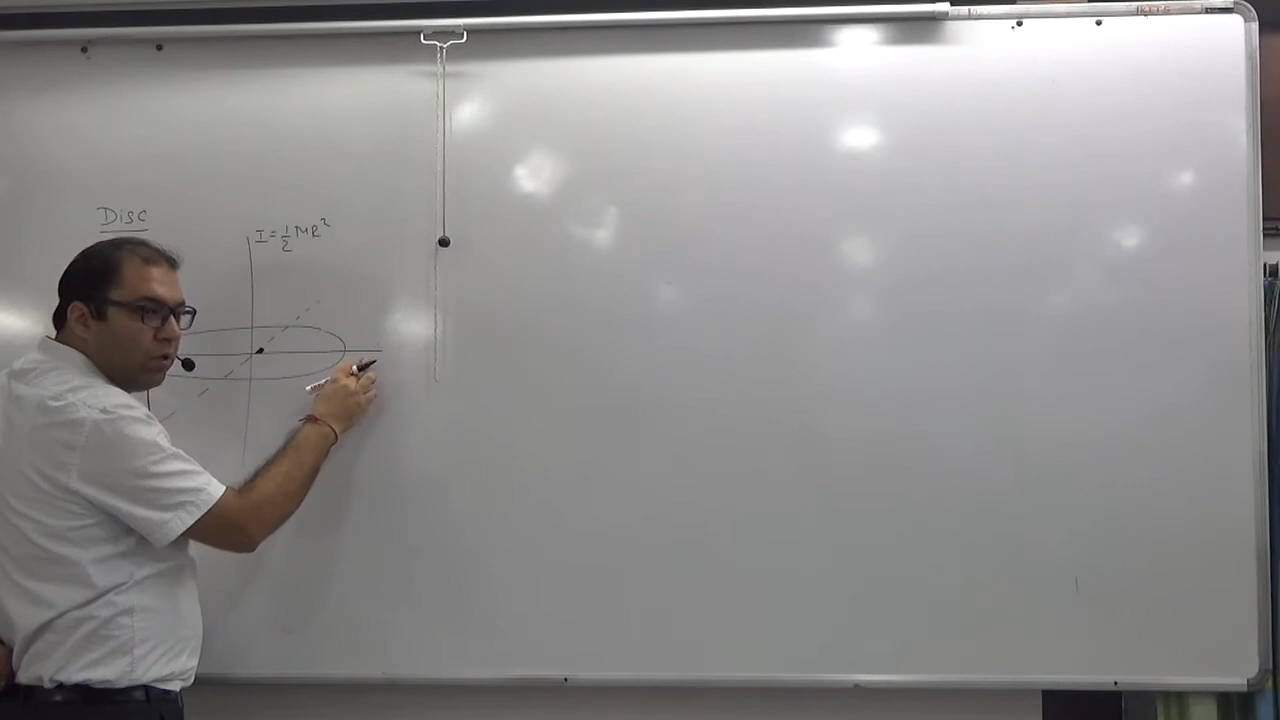 Disc
I = 1/2 MR²